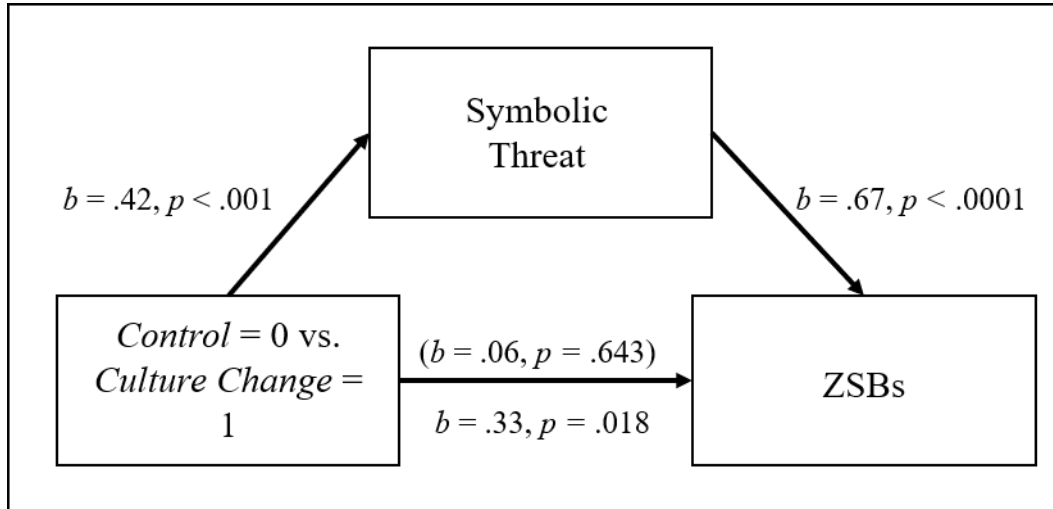 Symbolic
Threat
b = .42, p < .001
b = .67, p < .0001
Control = 0 vs.
Culture Change =
1
(b = .06, p = .643)
b = .33, p = .018
ZSBs